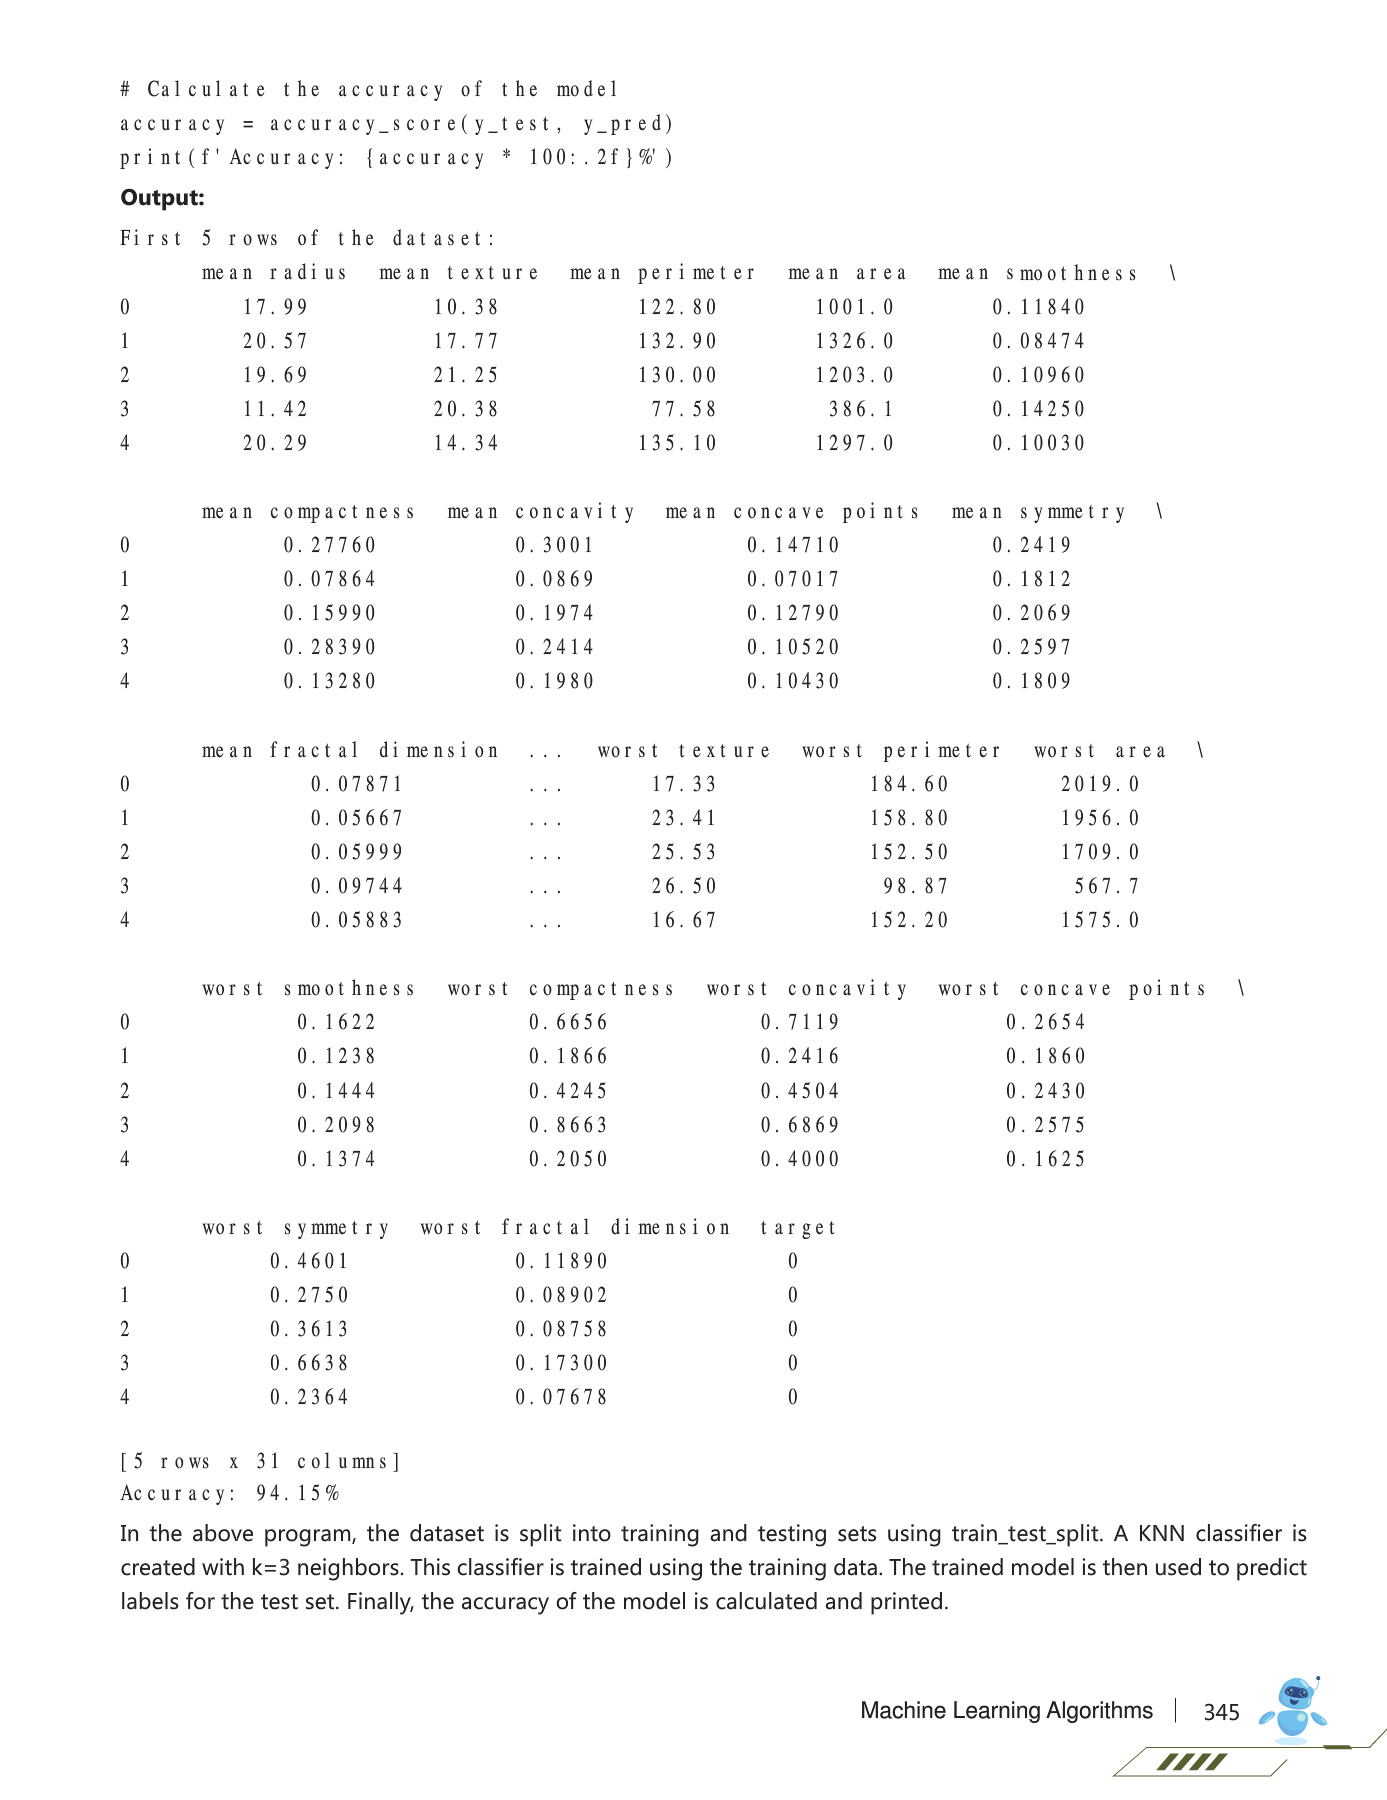 # Calculate the accuracy of the model
accuracy = accuracy_score(y_test, y_pred)
print(f'Accuracy: {accuracy * 100:.2f}%')
Output:
First 5 rows of the dataset:
mean radius mean texture mean perimeter mean area mean smoothness \
0 17.99 10.38 122.80 1001.0 0.11840
1 20.57 17.77 132.90 1326.0 0.08474
2 19.69 21.25 130.00 1203.0 0.10960
3 11.42 20.38 77.58 386.1 0.14250
4 20.29 14.34 135.10 1297.0 0.10030
mean compactness mean concavity mean concave points mean symmetry \
0 0.27760 0.3001 0.14710 0.2419
1 0.07864 0.0869 0.07017 0.1812
2 0.15990 0.1974 0.12790 0.2069
3 0.28390 0.2414 0.10520 0.2597
4 0.13280 0.1980 0.10430 0.1809
mean fractal dimension ... worst texture worst perimeter worst area \
0 0.07871 ... 17.33 184.60 2019.0
1 0.05667 ... 23.41 158.80 1956.0
2 0.05999 ... 25.53 152.50 1709.0
3 0.09744 ... 26.50 98.87 567.7
4 0.05883 ... 16.67 152.20 1575.0
worst smoothness worst compactness worst concavity worst concave points \
0 0.1622 0.6656 0.7119 0.2654
1 0.1238 0.1866 0.2416 0.1860
2 0.1444 0.4245 0.4504 0.2430
3 0.2098 0.8663 0.6869 0.2575
4 0.1374 0.2050 0.4000 0.1625
worst symmetry worst fractal dimension target
0 0.4601 0.11890 0
1 0.2750 0.08902 0
2 0.3613 0.08758 0
3 0.6638 0.17300 0
4 0.2364 0.07678 0
[5 rows x 31 columns]
Accuracy: 94.15%
In the above program, the dataset is split into training and testing sets using train_test_split. A KNN classifier is
created with k=3 neighbors. This classifier is trained using the training data. The trained model is then used to predict
labels for the test set. Finally, the accuracy of the model is calculated and printed.
Machine Learning Algorithms 345